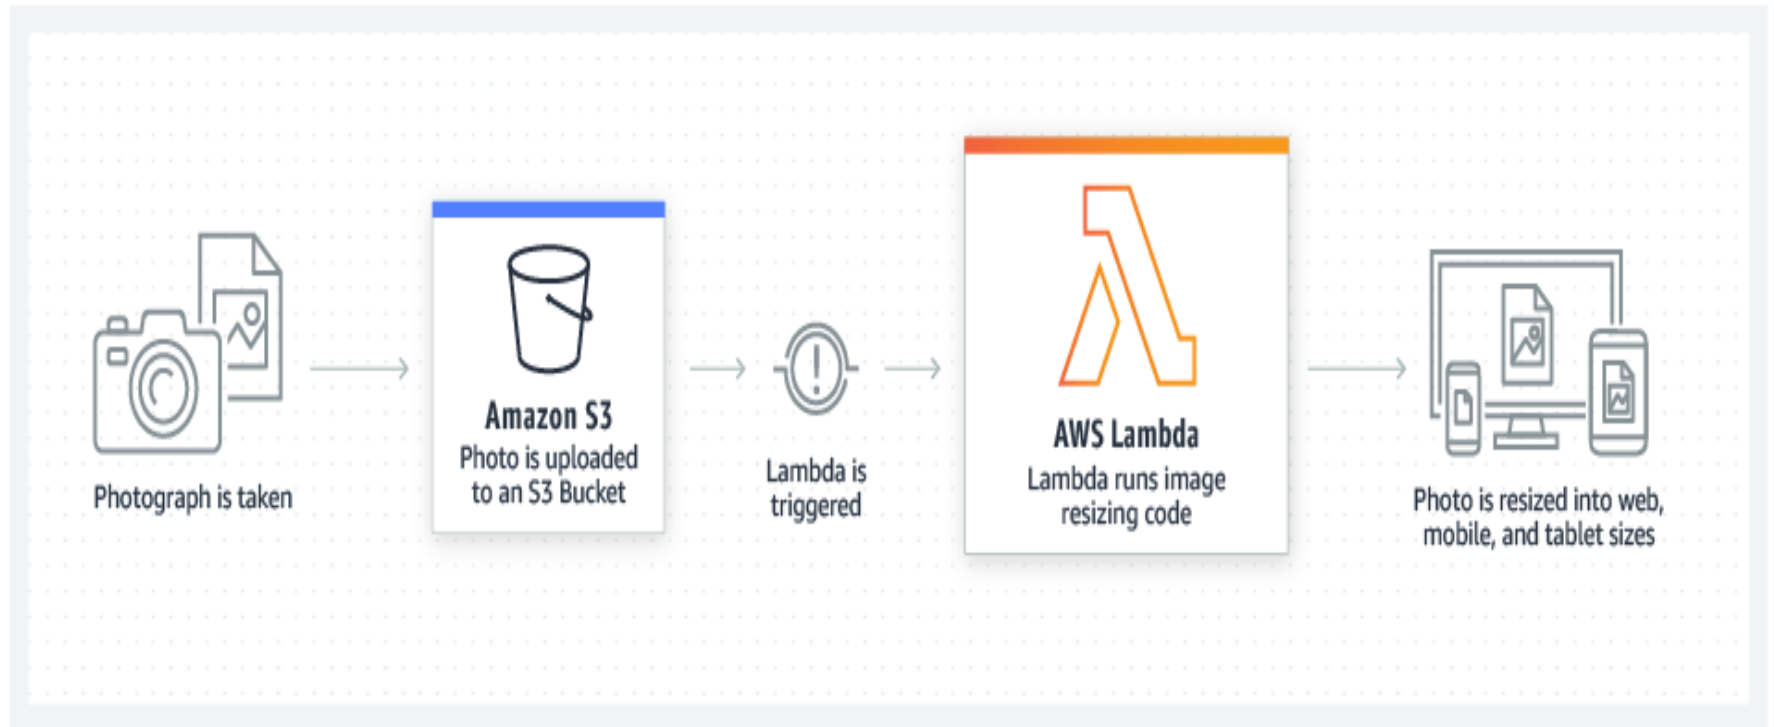 Photograph is taken
Amazon S3
Photo is uploaded
to an S3 Bucket
Lambda is
triggered
AWS Lambda
Lambda runs image
resizing code
Photo is resized into web,
mobile, and tablet sizes